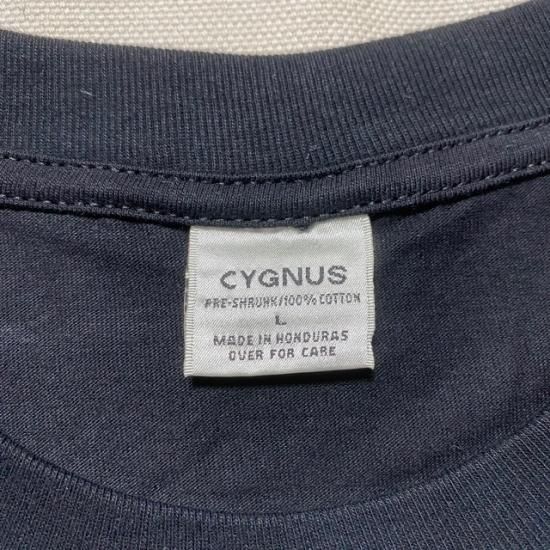 CYGNUS
PRE-SHRUNK/100% COTTON
L
MADE IN HONDURAS
OVER FOR CARE